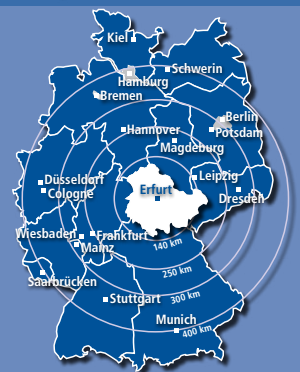 Kiel
Schwerin
Hamburg
Bremen
Berlin
Hannover
Potsdam
Magdeburg
Düsseldorf
Leipzig
Cologne
Erfurt
Dresden
Wiesbaden
Frankfurt
Mainz
140 km
250 km
Saarbrücken
300 km
Stuttgart
Munich
400 km